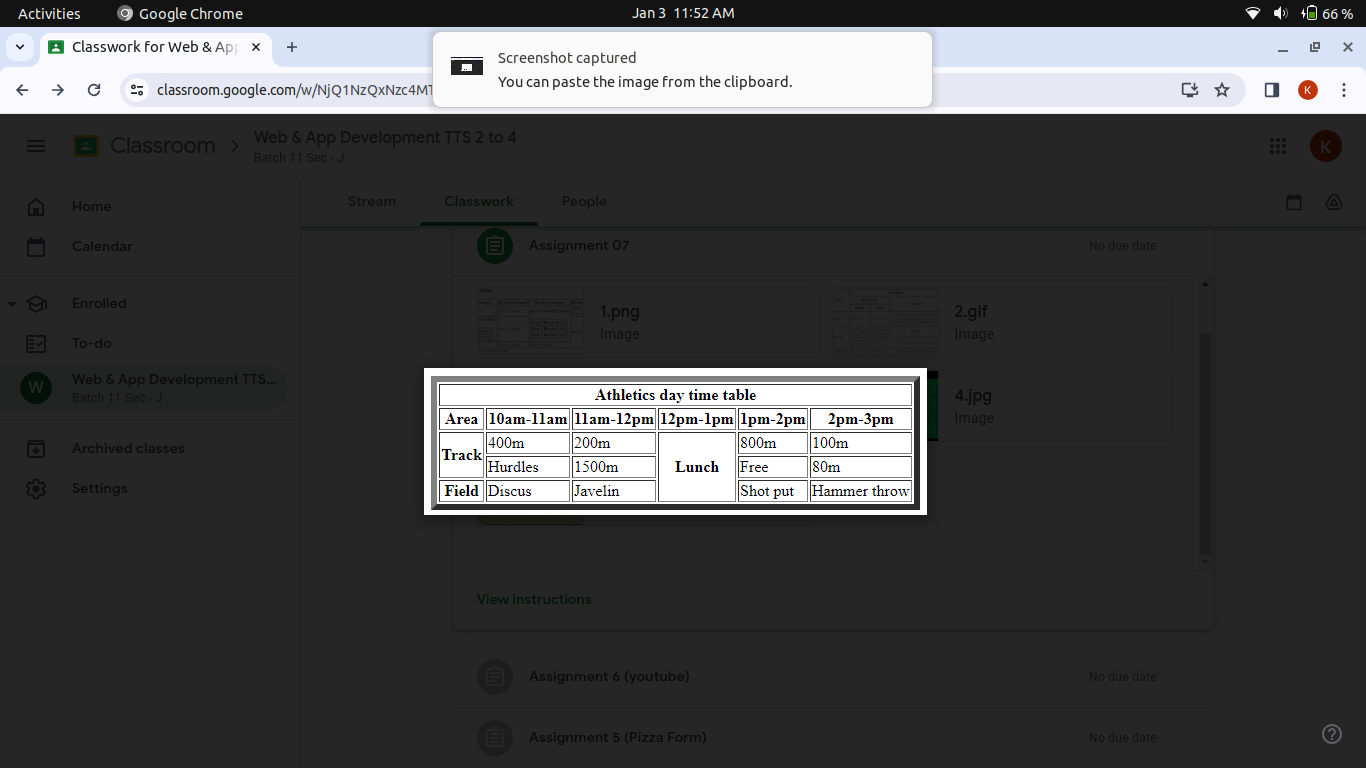 Activities Google Chrome Jan 3 11:52 AM 66 %
Classwork for Web & Ap
Screenshot captured
You can paste the image from the clipboard.
classroom.google.com/w/NjQ1NzQxNzc4MT
K
Classroom
Web & App Development TTS 2 to 4
Batch 11 Sec - J
K
Home
Calendar
Enrolled
To-do
W
Web & App Development TTS...
Batch 11 Sec - J
Archived classes
Settings
Stream Classwork People
Assignment 07 No due date
1.png
Image
2.gif
Image
4.jpg
Image
Athletics day time table
Area 10am-11am 11am-12pm 12pm-1pm 1pm-2pm 2pm-3pm
Track 400m 200m Lunch 800m 100m
Hurdles 1500m Free 80m
Field Discus Javelin Shot put Hammer throw
View instructions
Assignment 6 (youtube) No due date
Assignment 5 (Pizza Form) No due date